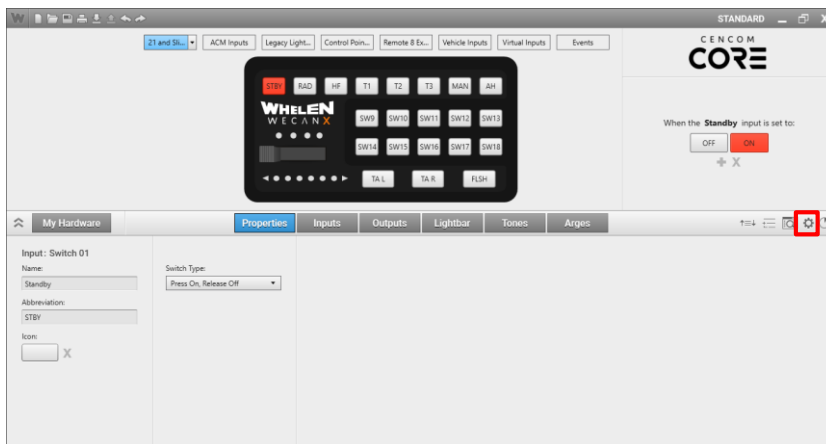 STANDARD
21 and Sli... ACM Inputs Legacy Light... Control Poin... Remote 8 Ex... Vehicle Inputs Virtual Inputs Events
CENCOM
CORE
STBY RAD HF T1 T2 T3 MAN AH
WHELEN
WECANX
SW9 SW10 SW11 SW12 SW13
SW14 SW15 SW16 SW17 SW18
TA L TA R FLSH
When the Standby input is set to:
OFF ON
My Hardware Properties Inputs Outputs Lightbar Tones Arges
Input: Switch 01
Name: Switch Type:
Standby Press On, Release Off
Abbreviation:
STBY
Icon: